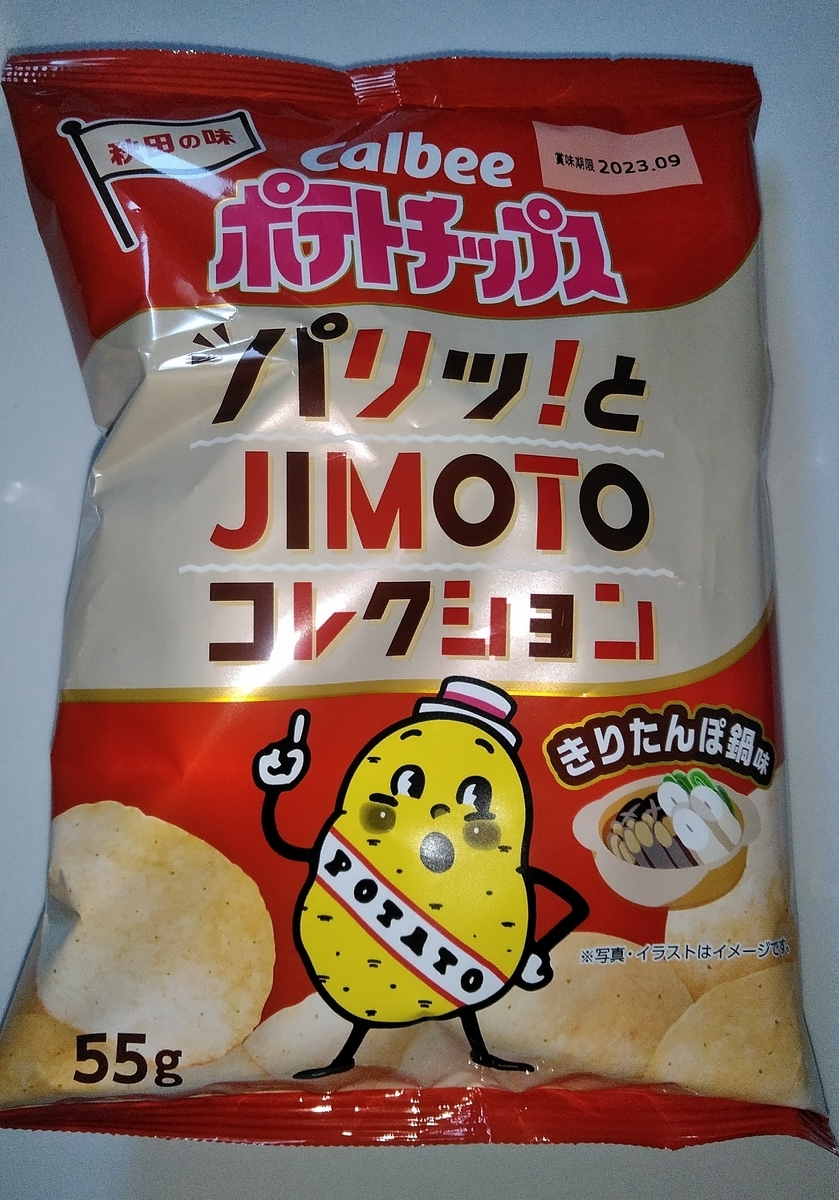 秋田の味
calbee
賞味期限 2023.09
ポテトチップス
パリッ!と
JIMOTO
コレクション
きりたんぽ鍋味
POTATO
※写真・イラストはイメージです。
55g